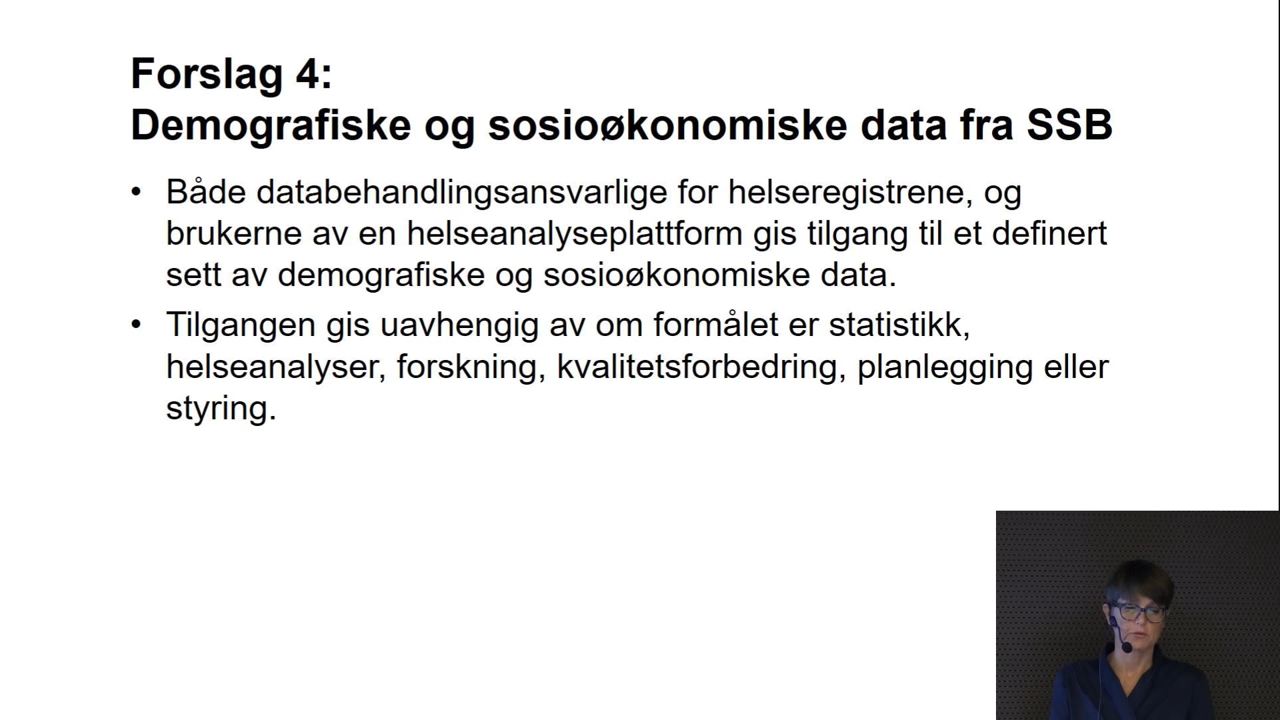 Forslag 4:
Demografiske og sosioøkonomiske data fra SSB
• Både databehandlingsansvarlige for helseregistrene, og
brukerne av en helseanalyseplattform gis tilgang til et definert
sett av demografiske og sosioøkonomiske data.
• Tilgangen gis uavhengig av om formålet er statistikk,
helseanalyser, forskning, kvalitetsforbedring, planlegging eller
styring.